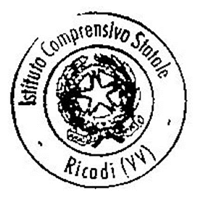 Istituto Comprensivo Statale
- Ricadi (VV) -